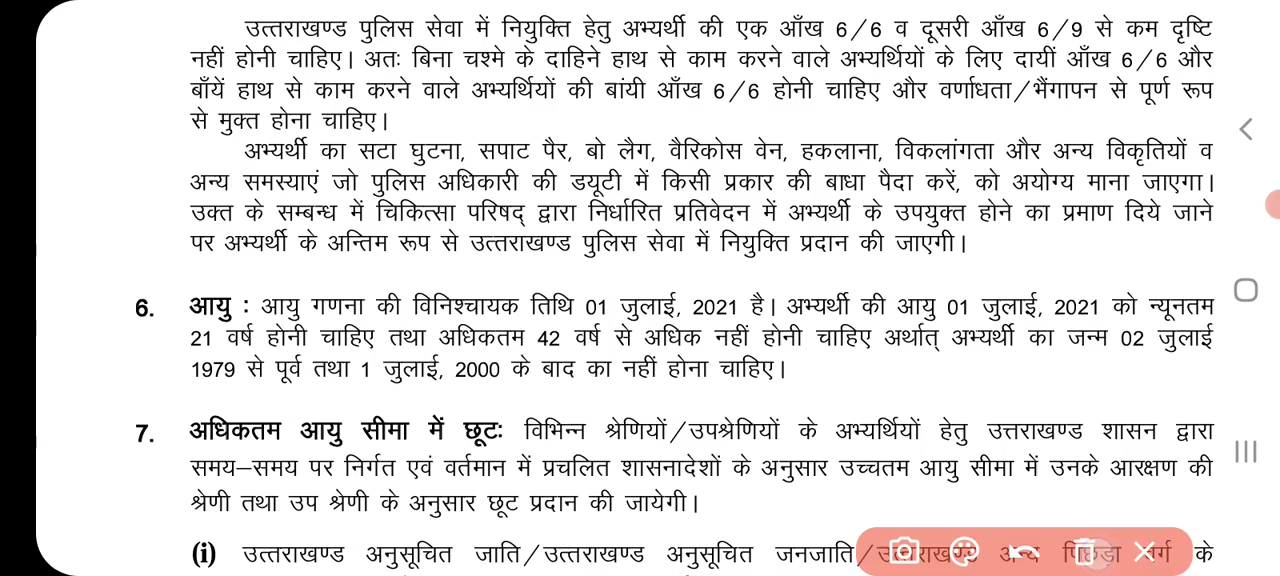 उत्तराखण्ड पुलिस सेवा में नियुक्ति हेतु अभ्यर्थी की एक आँख 6/6 व दूसरी आँख 6/9 से कम दृष्टि
नहीं होनी चाहिए। अतः बिना चश्मे के दाहिने हाथ से काम करने वाले अभ्यर्थियों के लिए दायीं आँख 6/6 और
बाँयें हाथ से काम करने वाले अभ्यर्थियों की बांयी आँख 6/6 होनी चाहिए और वर्णाधता/भैंगापन से पूर्ण रूप
से मुक्त होना चाहिए।
अभ्यर्थी का सटा घुटना, सपाट पैर, बो लैग, वैरिकोस वेन, हकलाना, विकलांगता और अन्य विकृतियों व
अन्य समस्याएं जो पुलिस अधिकारी की डयूटी में किसी प्रकार की बाधा पैदा करें, को अयोग्य माना जाएगा।
उक्त के सम्बन्ध में चिकित्सा परिषद् द्वारा निर्धारित प्रतिवेदन में अभ्यर्थी के उपयुक्त होने का प्रमाण दिये जाने
पर अभ्यर्थी के अन्तिम रूप से उत्तराखण्ड पुलिस सेवा में नियुक्ति प्रदान की जाएगी।
6. आयु : आयु गणना की विनिश्चायक तिथि 01 जुलाई, 2021 है। अभ्यर्थी की आयु 01 जुलाई, 2021 को न्यूनतम
21 वर्ष होनी चाहिए तथा अधिकतम 42 वर्ष से अधिक नहीं होनी चाहिए अर्थात् अभ्यर्थी का जन्म 02 जुलाई
1979 से पूर्व तथा 1 जुलाई, 2000 के बाद का नहीं होना चाहिए।
7. अधिकतम आयु सीमा में छूटः विभिन्न श्रेणियों/उपश्रेणियों के अभ्यर्थियों हेतु उत्तराखण्ड शासन द्वारा
समय–समय पर निर्गत एवं वर्तमान में प्रचलित शासनादेशों के अनुसार उच्चतम आयु सीमा में उनके आरक्षण की
श्रेणी तथा उप श्रेणी के अनुसार छूट प्रदान की जायेगी।
(i) उत्तराखण्ड अनुसूचित जाति/उत्तराखण्ड अनुसूचित जनजाति/उत्तराखण्ड अन्य पिछड़ा वर्ग के